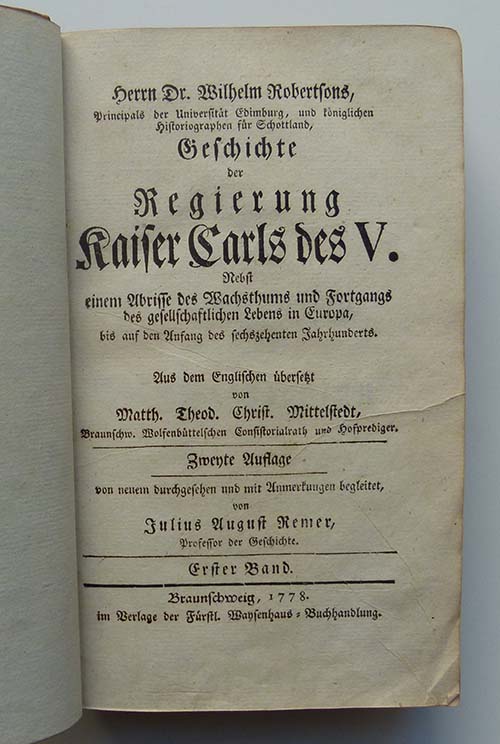 Herrn Dr. Wilhelm Robertsons,
Principals der Universität Edimburg, und königlichen
Historiographen für Schottland,
Geschichte
der
Regierung
Kaiser Carls des V.
Nebst
einem Abrisse des Wachsthums und Fortgangs
des gesellschaftlichen Lebens in Europa,
bis auf den Anfang des sechszehenten Jahrhunderts.
Aus dem Englischen übersetzt
von
Matth. Theod. Christ. Mittelstedt,
Braunschw. Wolfenbüttelschen Consistorialrath und Hofprediger.
Zweyte Auflage
von neuem durchgesehen und mit Anmerkungen begleitet,
von
Julius August Remer,
Professor der Geschichte.
Erster Band.
Braunschweig, 1778.
im Verlage der Fürstl. Waysenhaus-Buchhandlung.